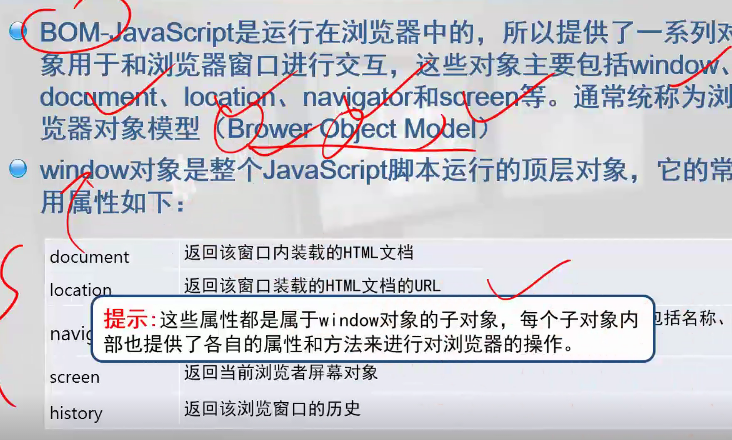 BOM-JavaScript是运行在浏览器中的，所以提供了一系列对
象用于和浏览器窗口进行交互，这些对象主要包括window、
document、location、navigator和screen等。通常统称为浏
览器对象模型（Brower Object Model）
window对象是整个JavaScript脚本运行的顶层对象，它的常
用属性如下：
document 返回该窗口内装载的HTML文档
location 返回该窗口装载的HTML文档的URL
提示:这些属性都是属于window对象的子对象，每个子对象内
部也提供了各自的属性和方法来进行对浏览器的操作。
navig 包括名称、
screen 返回当前浏览者屏幕对象
history 返回该浏览窗口的历史